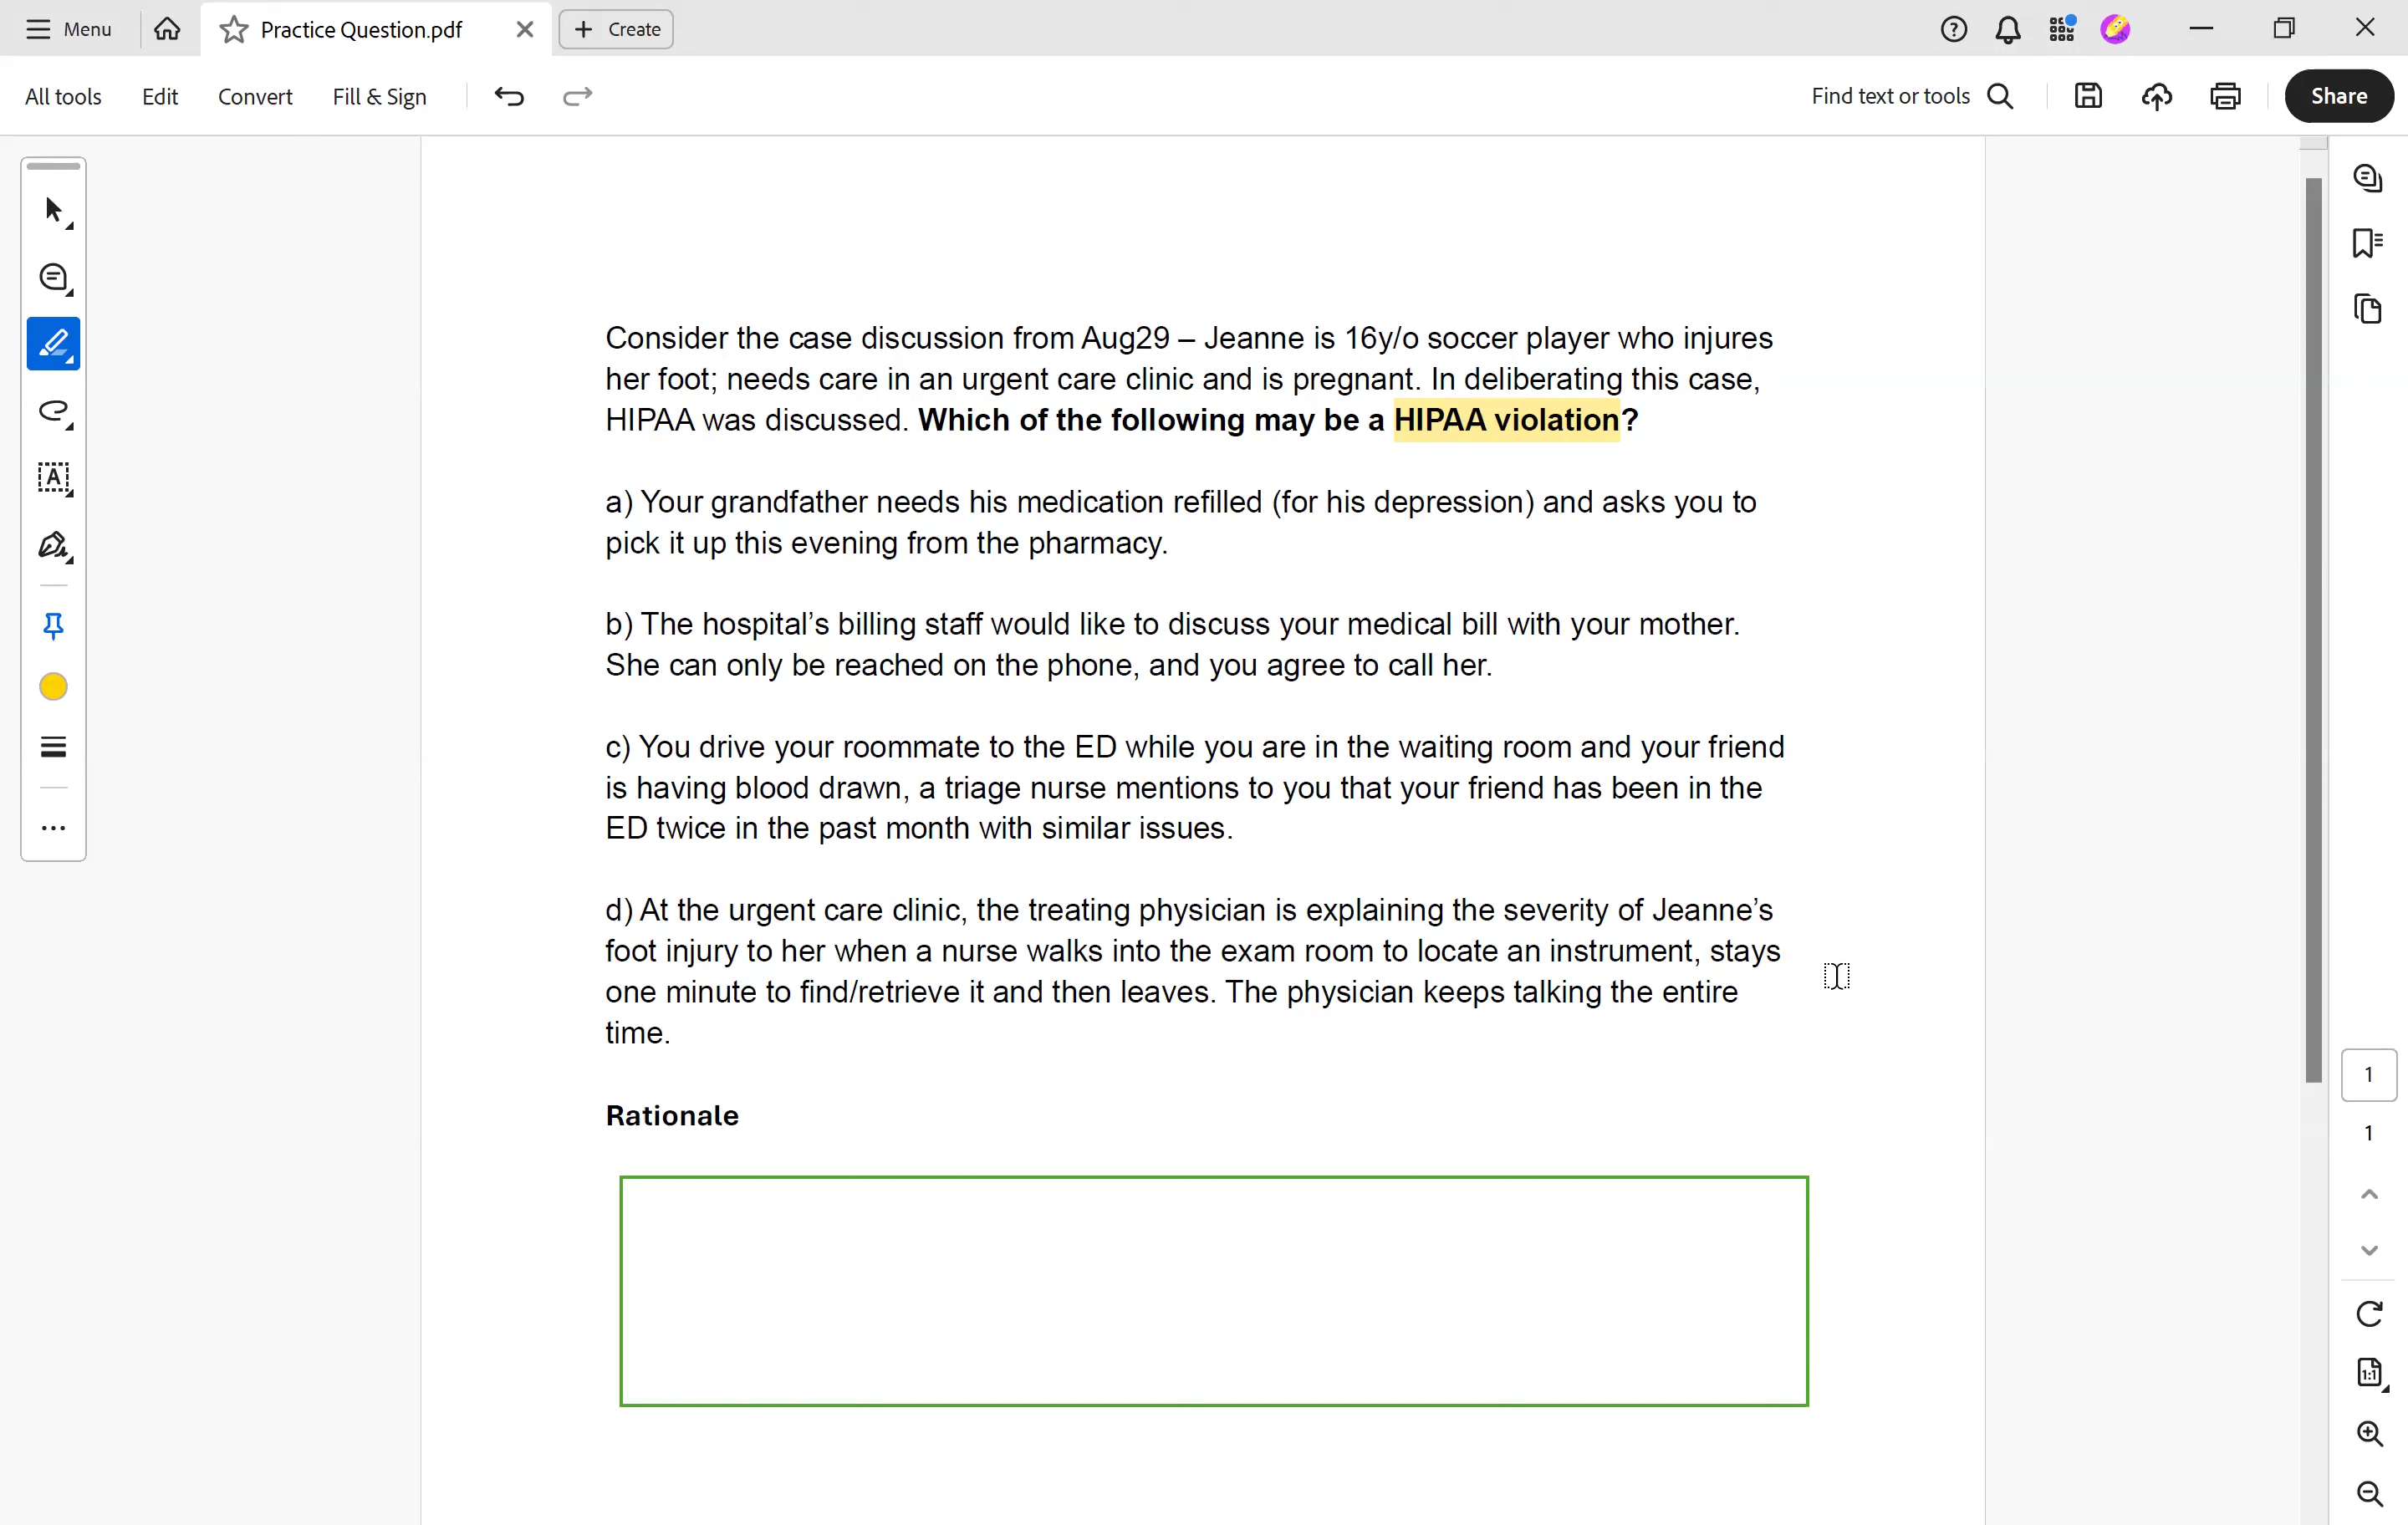 Menu
Practice Question.pdf
Create
All tools
Edit
Convert
Fill & Sign
Find text or tools
Share
Consider the case discussion from Aug29 – Jeanne is 16y/o soccer player who injures
her foot; needs care in an urgent care clinic and is pregnant. In deliberating this case,
HIPAA was discussed. Which of the following may be a HIPAA violation?
a) Your grandfather needs his medication refilled (for his depression) and asks you to
pick it up this evening from the pharmacy.
b) The hospital’s billing staff would like to discuss your medical bill with your mother.
She can only be reached on the phone, and you agree to call her.
c) You drive your roommate to the ED while you are in the waiting room and your friend
is having blood drawn, a triage nurse mentions to you that your friend has been in the
ED twice in the past month with similar issues.
d) At the urgent care clinic, the treating physician is explaining the severity of Jeanne’s
foot injury to her when a nurse walks into the exam room to locate an instrument, stays
one minute to find/retrieve it and then leaves. The physician keeps talking the entire
time.
Rationale
1
1
1:1